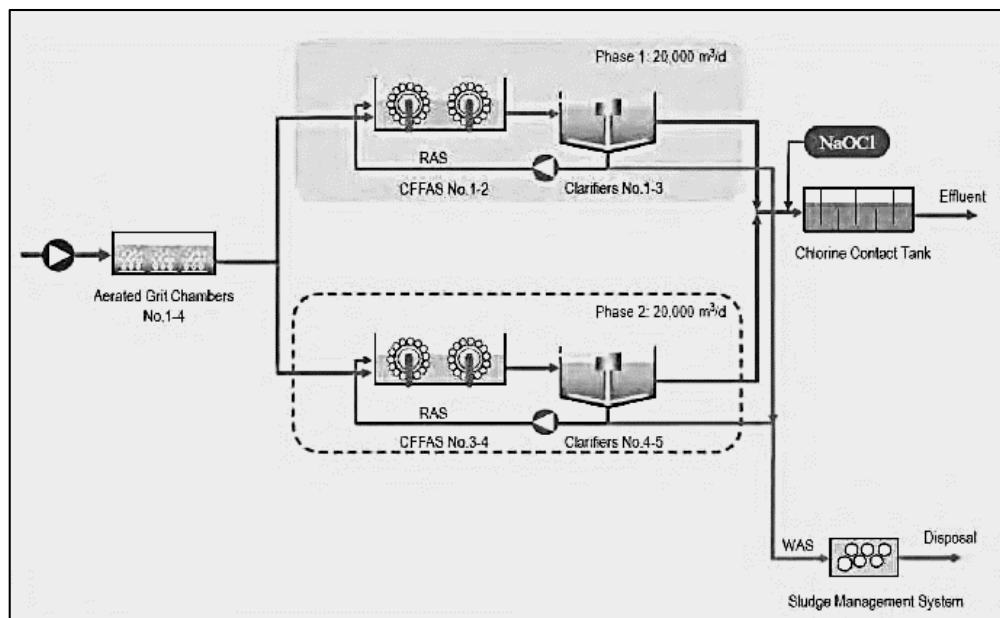 Phase 1: 20,000 m³/d
RAS
CFFAS No.1-2
Clarifiers No.1-3
NaOCl
Effluent
Chlorine Contact Tank
Aerated Grit Chambers
No.1-4
Phase 2: 20,000 m³/d
RAS
CFFAS No.3-4
Clarifiers No.4-5
WAS
Disposal
Sludge Management System